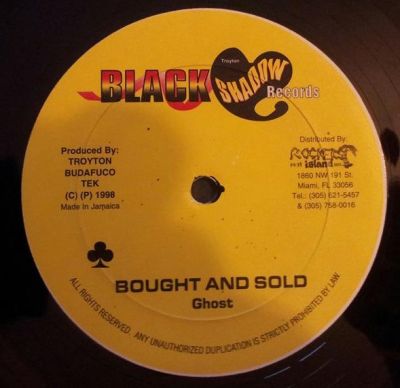 Troyton
BLACK SHADOW
Records
Produced By:
TROYTON
BUDAFUCO
TEK
(C) (P) 1998
Made In Jamaica
Distributed By:
ROCKERS
island
1860 NW 191 St.
Miami, FL 33056
Tel.: (305) 621-5457
& (305) 758-0016
BOUGHT AND SOLD
Ghost
ALL RIGHTS RESERVED. ANY UNAUTHORIZED DUPLICATION IS STRICTLY PROHIBITED BY LAW